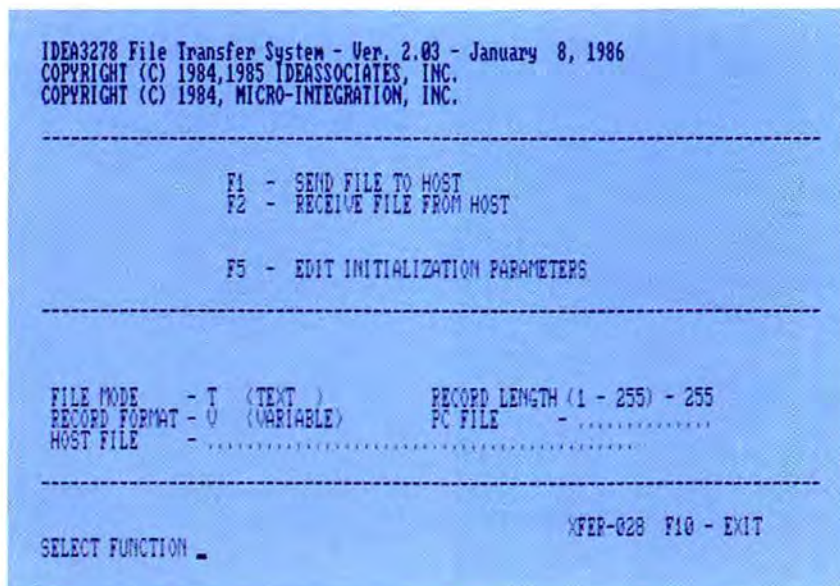 IDEA3278 File Transfer System - Ver. 2.03 - January 8, 1986
COPYRIGHT (C) 1984,1985 IDEASSOCIATES, INC.
COPYRIGHT (C) 1984, MICRO-INTEGRATION, INC.
F1 - SEND FILE TO HOST
F2 - RECEIVE FILE FROM HOST
F5 - EDIT INITIALIZATION PARAMETERS
FILE MODE - T (TEXT ) RECORD LENGTH (1 - 255) - 255
RECORD FORMAT - V (VARIABLE) PC FILE - ..............
HOST FILE - ............................................
XFER-028 F10 - EXIT
SELECT FUNCTION _